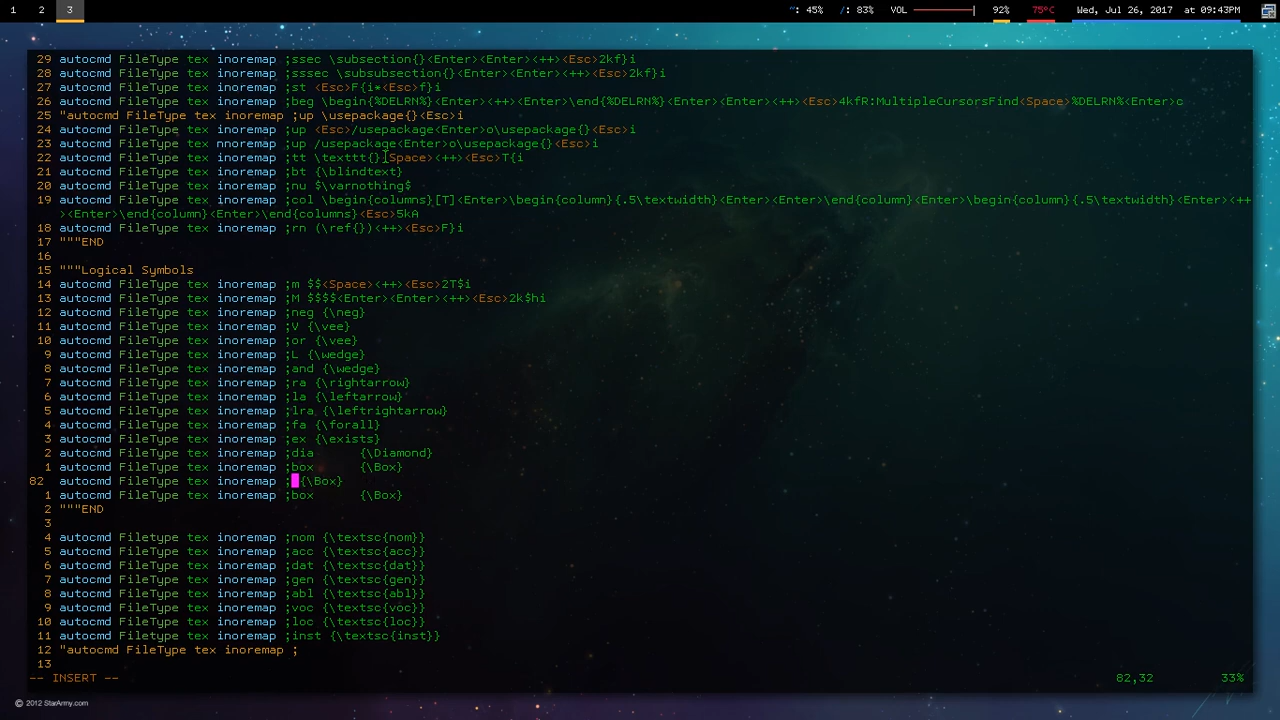 1 2 3 ~: 45% /: 83% VOL 92% 75°C Wed, Jul 26, 2017 at 09:43PM
29 autocmd FileType tex inoremap ;ssec \subsection{}<Enter><Enter><++><Esc>2kf}i
28 autocmd FileType tex inoremap ;sssec \subsubsection{}<Enter><Enter><++><Esc>2kf}i
27 autocmd FileType tex inoremap ;st <Esc>F{i*<Esc>f}i
26 autocmd FileType tex inoremap ;beg \begin{%DELRN%}<Enter><++><Enter>\end{%DELRN%}<Enter><Enter><++><Esc>4kfR:MultipleCursorsFind<Space>%DELRN%<Enter>c
25 "autocmd FileType tex inoremap ;up \usepackage{}<Esc>i
24 autocmd FileType tex inoremap ;up <Esc>/usepackage<Enter>o\usepackage{}<Esc>i
23 autocmd FileType tex nnoremap ;up /usepackage<Enter>o\usepackage{}<Esc>i
22 autocmd FileType tex inoremap ;tt \texttt{}<Space><++><Esc>T{i
21 autocmd FileType tex inoremap ;bt {\blindtext}
20 autocmd FileType tex inoremap ;nu $\varnothing$
19 autocmd FileType tex inoremap ;col \begin{columns}[T]<Enter>\begin{column}{.5\textwidth}<Enter><Enter>\end{column}<Enter>\begin{column}{.5\textwidth}<Enter><++
><Enter>\end{column}<Enter>\end{columns}<Esc>5kA
18 autocmd FileType tex inoremap ;rn (\ref{})<++><Esc>F}i
17 """END
16
15 """Logical Symbols
14 autocmd FileType tex inoremap ;m $$<Space><++><Esc>2T$i
13 autocmd FileType tex inoremap ;M $$$$<Enter><Enter><++><Esc>2k$hi
12 autocmd FileType tex inoremap ;neg {\neg}
11 autocmd FileType tex inoremap ;V {\vee}
10 autocmd FileType tex inoremap ;or {\vee}
9 autocmd FileType tex inoremap ;L {\wedge}
8 autocmd FileType tex inoremap ;and {\wedge}
7 autocmd FileType tex inoremap ;ra {\rightarrow}
6 autocmd FileType tex inoremap ;la {\leftarrow}
5 autocmd FileType tex inoremap ;lra {\leftrightarrow}
4 autocmd FileType tex inoremap ;fa {\forall}
3 autocmd FileType tex inoremap ;ex {\exists}
2 autocmd FileType tex inoremap ;dia {\Diamond}
1 autocmd FileType tex inoremap ;box {\Box}
82 autocmd FileType tex inoremap ; {\Box}
1 autocmd FileType tex inoremap ;box {\Box}
2 """END
3
4 autocmd Filetype tex inoremap ;nom {\textsc{nom}}
5 autocmd FileType tex inoremap ;acc {\textsc{acc}}
6 autocmd FileType tex inoremap ;dat {\textsc{dat}}
7 autocmd FileType tex inoremap ;gen {\textsc{gen}}
8 autocmd FileType tex inoremap ;abl {\textsc{abl}}
9 autocmd FileType tex inoremap ;voc {\textsc{voc}}
10 autocmd FileType tex inoremap ;loc {\textsc{loc}}
11 autocmd Filetype tex inoremap ;inst {\textsc{inst}}
12 "autocmd FileType tex inoremap ;
13
-- INSERT -- 82,32 33%
© 2012 StarArmy.com